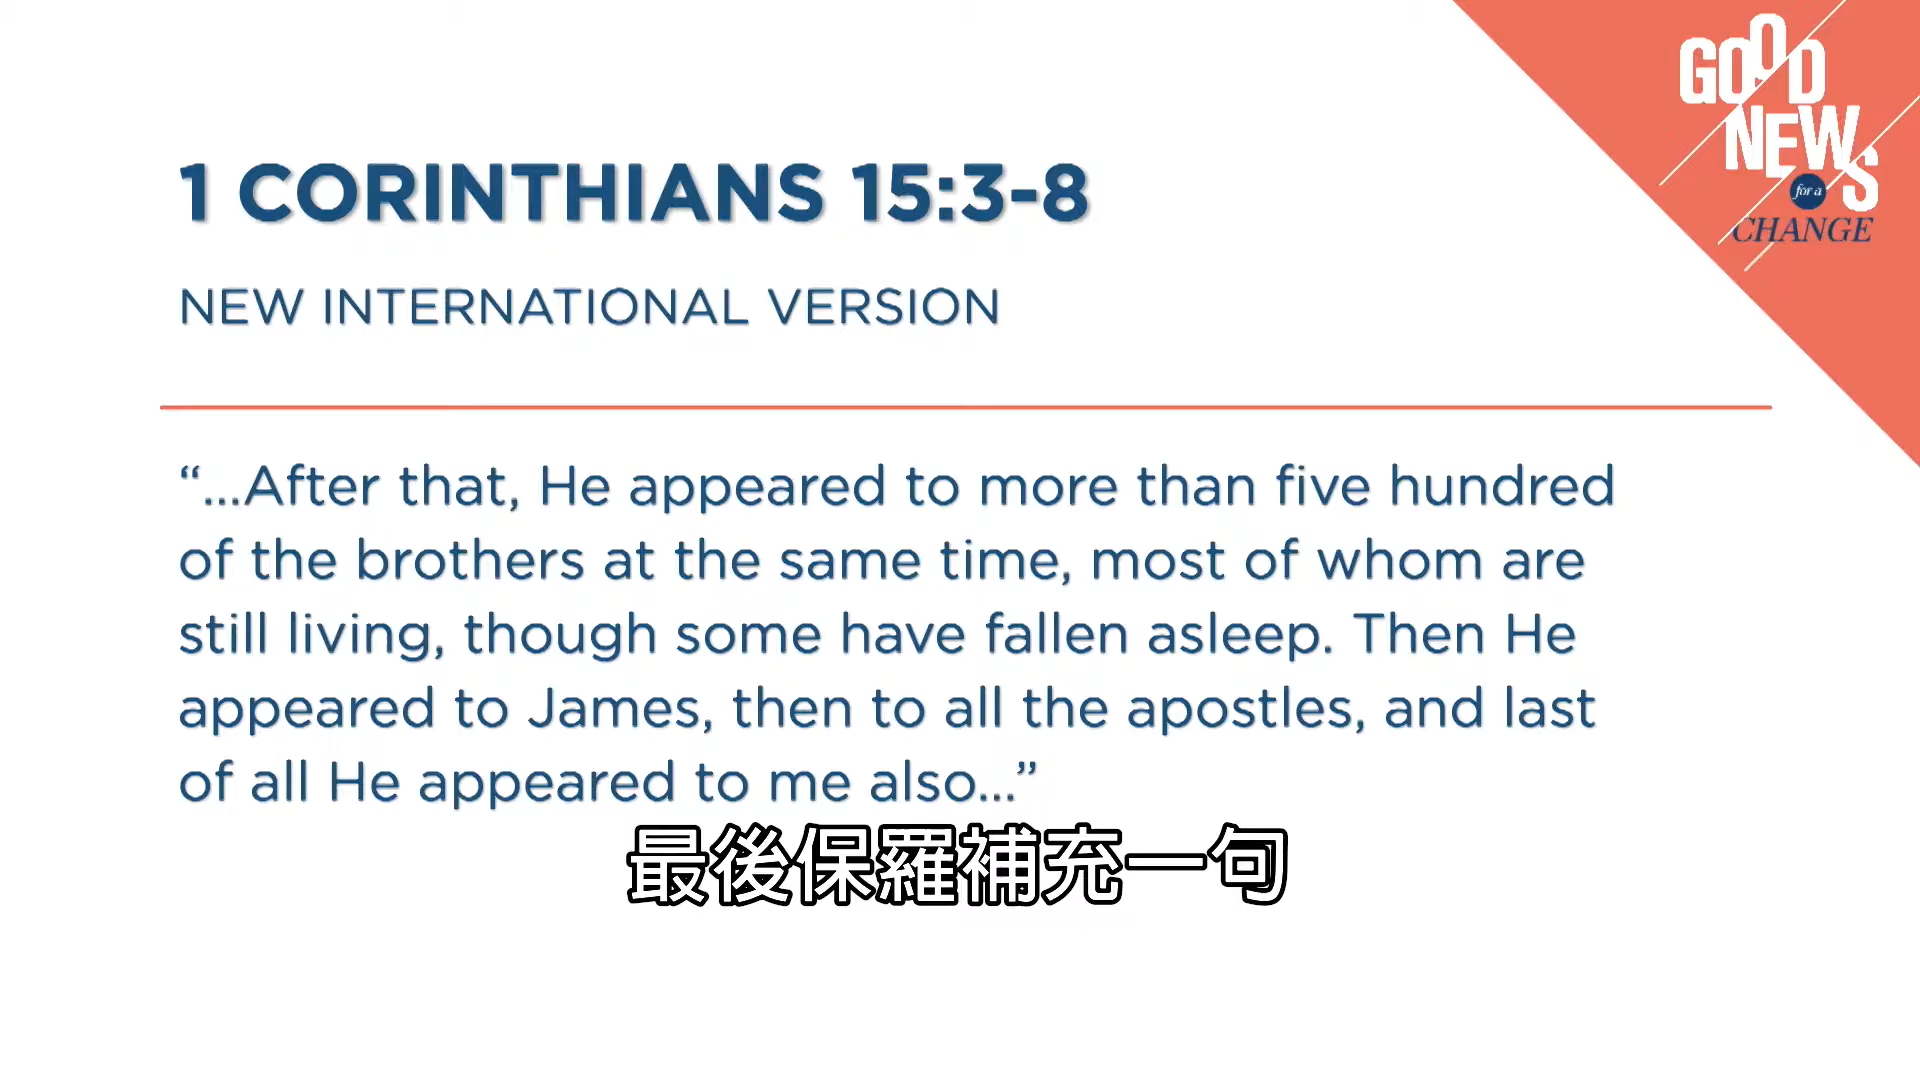 GOOD
NEWS
for a
CHANGE
1 CORINTHIANS 15:3-8
NEW INTERNATIONAL VERSION
“...After that, He appeared to more than five hundred
of the brothers at the same time, most of whom are
still living, though some have fallen asleep. Then He
appeared to James, then to all the apostles, and last
of all He appeared to me also...”
最後保羅補充一句